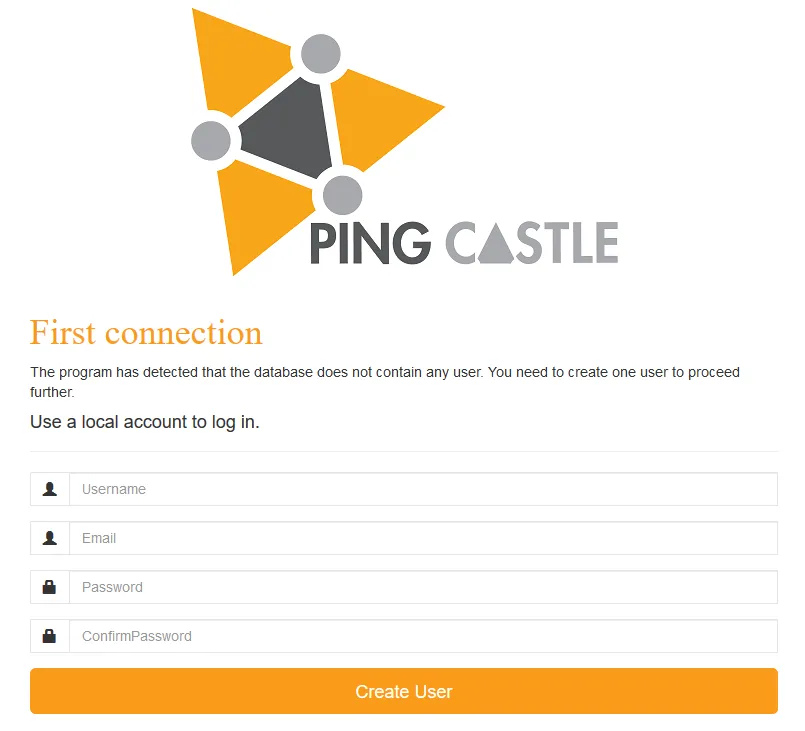 PING CASTLE
First connection
The program has detected that the database does not contain any user. You need to create one user to proceed
further.
Use a local account to log in.
Username
Email
Password
ConfirmPassword
Create User